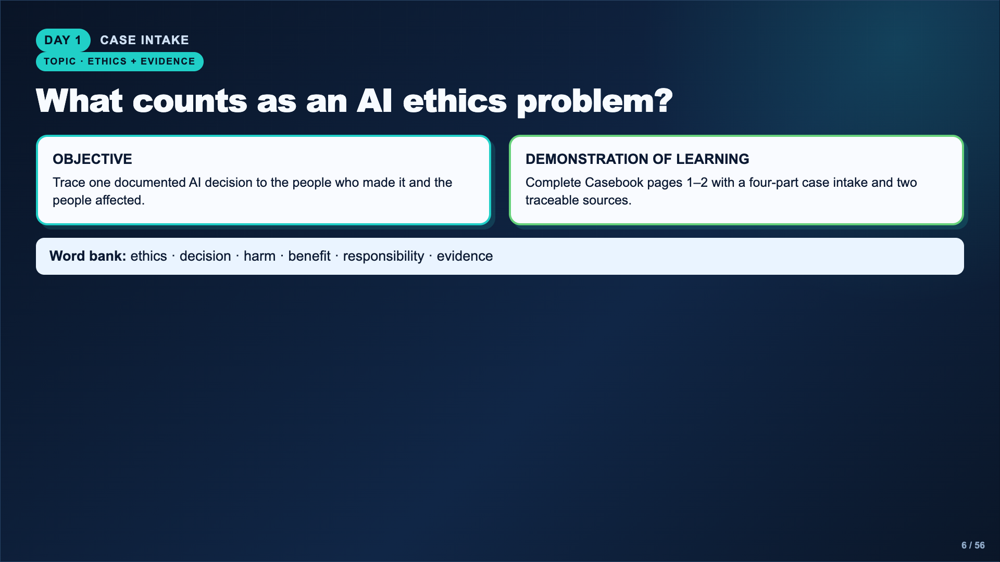 DAY 1 CASE INTAKE
TOPIC · ETHICS + EVIDENCE
What counts as an AI ethics problem?
OBJECTIVE
Trace one documented AI decision to the people who made it and the
people affected.
DEMONSTRATION OF LEARNING
Complete Casebook pages 1–2 with a four-part case intake and two
traceable sources.
Word bank: ethics · decision · harm · benefit · responsibility · evidence
6 / 56